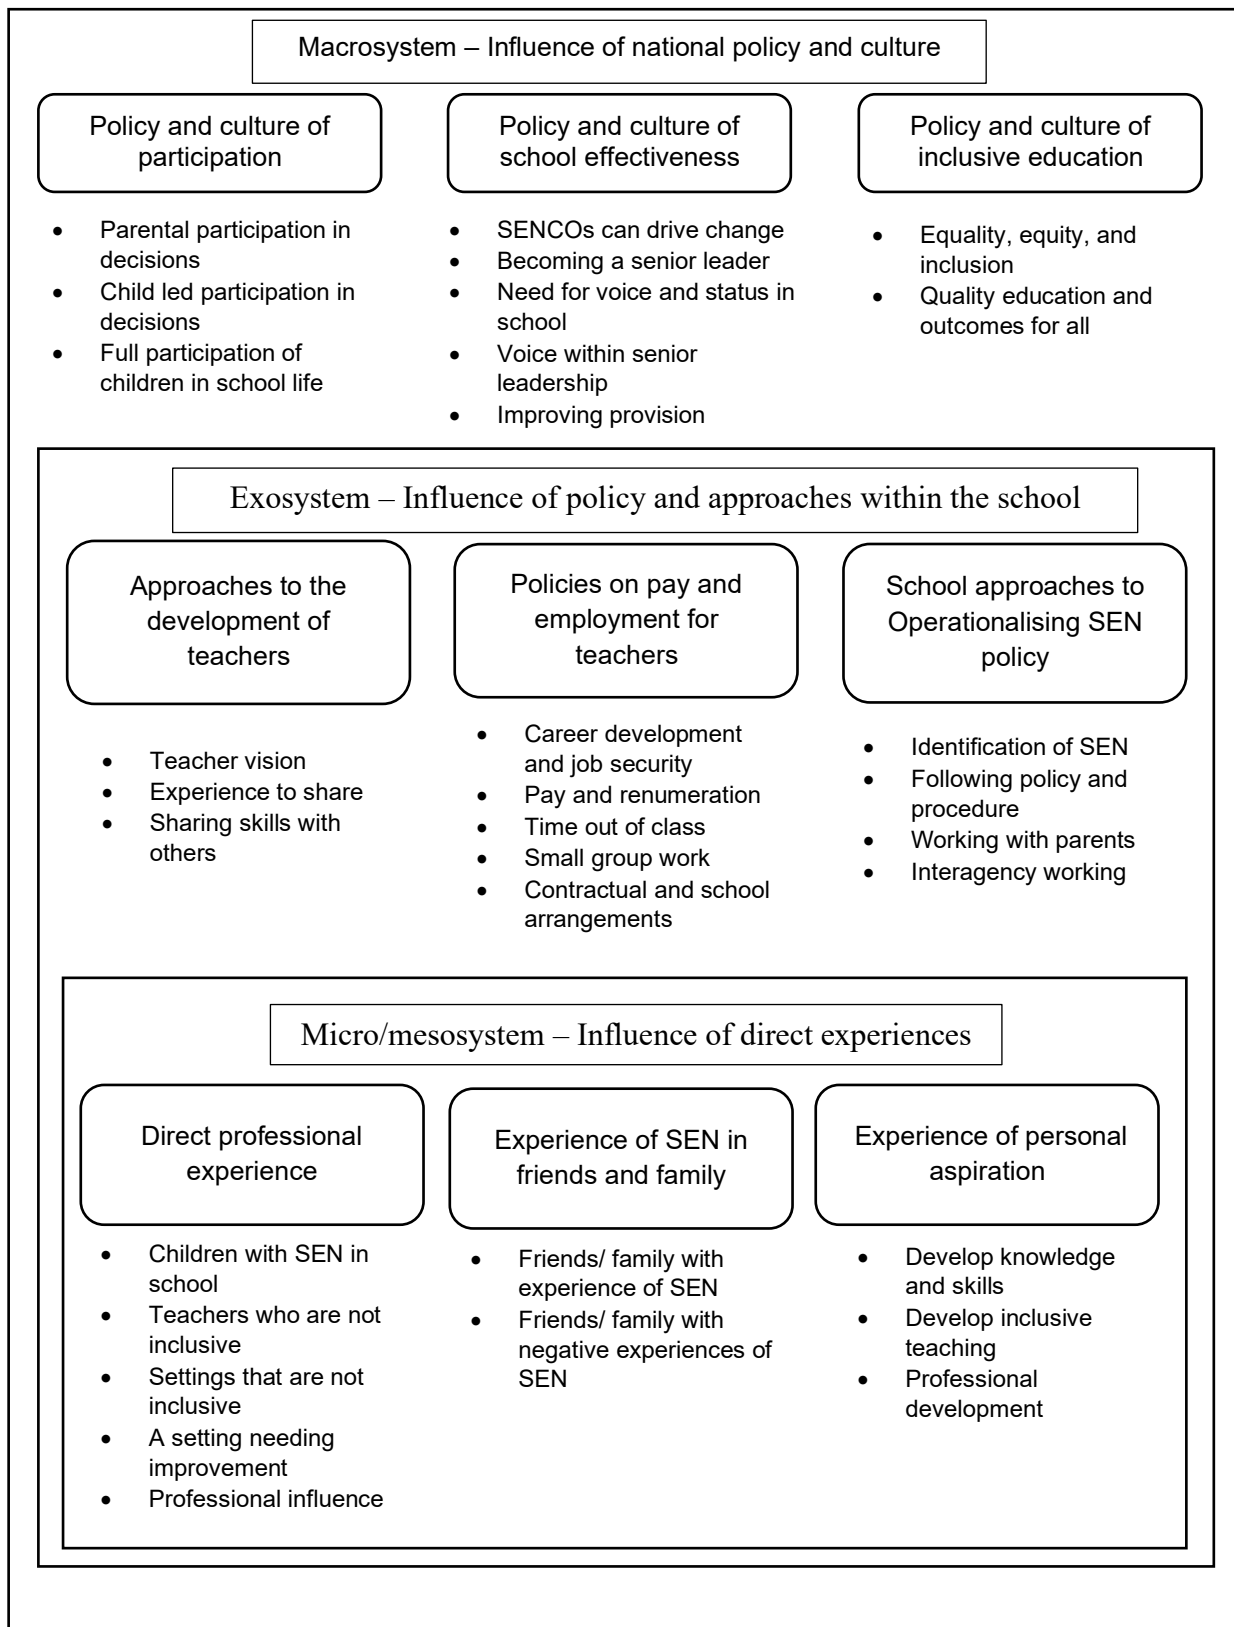 Macrosystem – Influence of national policy and culture
Policy and culture of
participation
• Parental participation in
decisions
• Child led participation in
decisions
• Full participation of
children in school life
Policy and culture of
school effectiveness
• SENCOs can drive change
• Becoming a senior leader
• Need for voice and status in
school
• Voice within senior
leadership
• Improving provision
Policy and culture of
inclusive education
• Equality, equity, and
inclusion
• Quality education and
outcomes for all
Exosystem – Influence of policy and approaches within the school
Approaches to the
development of
teachers
• Teacher vision
• Experience to share
• Sharing skills with
others
Policies on pay and
employment for
teachers
• Career development
and job security
• Pay and renumeration
• Time out of class
• Small group work
• Contractual and school
arrangements
School approaches to
Operationalising SEN
policy
• Identification of SEN
• Following policy and
procedure
• Working with parents
• Interagency working
Micro/mesosystem – Influence of direct experiences
Direct professional
experience
• Children with SEN in
school
• Teachers who are not
inclusive
• Settings that are not
inclusive
• A setting needing
improvement
• Professional influence
Experience of SEN in
friends and family
• Friends/ family with
experience of SEN
• Friends/ family with
negative experiences of
SEN
Experience of personal
aspiration
• Develop knowledge
and skills
• Develop inclusive
teaching
• Professional
development